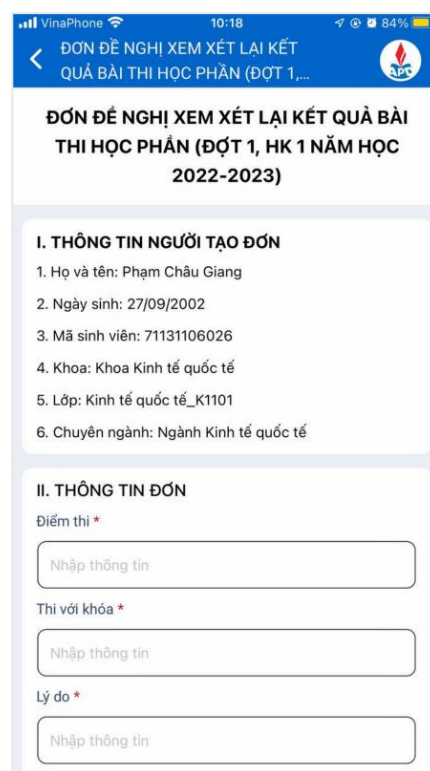 VinaPhone 10:18 84%
ĐƠN ĐỀ NGHỊ XEM XÉT LẠI KẾT
QUẢ BÀI THI HỌC PHẦN (ĐỢT 1,...
APD
ĐƠN ĐỀ NGHỊ XEM XÉT LẠI KẾT QUẢ BÀI
THI HỌC PHẦN (ĐỢT 1, HK 1 NĂM HỌC
2022-2023)
I. THÔNG TIN NGƯỜI TẠO ĐƠN
1. Họ và tên: Phạm Châu Giang
2. Ngày sinh: 27/09/2002
3. Mã sinh viên: 71131106026
4. Khoa: Khoa Kinh tế quốc tế
5. Lớp: Kinh tế quốc tế_K1101
6. Chuyên ngành: Ngành Kinh tế quốc tế
II. THÔNG TIN ĐƠN
Điểm thi *
Nhập thông tin
Thi với khóa *
Nhập thông tin
Lý do *
Nhập thông tin